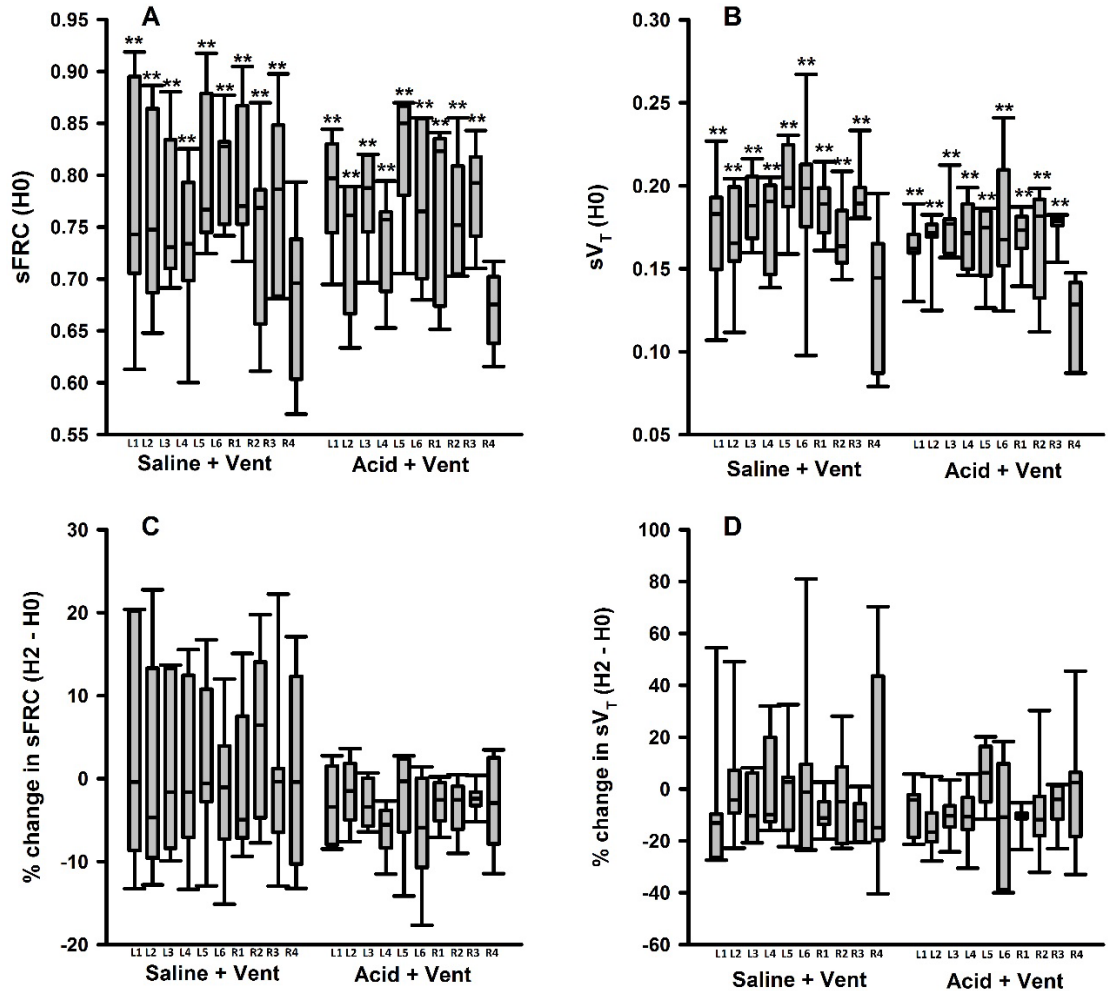 A
sFRC (H0)
0.95
0.90
0.85
0.80
0.75
0.70
0.65
0.60
0.55
** ** ** ** ** ** ** ** **
** ** ** ** ** ** ** ** **
L1 L2 L3 L4 L5 L6 R1 R2 R3 R4
L1 L2 L3 L4 L5 L6 R1 R2 R3 R4
Saline + Vent
Acid + Vent
B
sVT (H0)
0.30
0.25
0.20
0.15
0.10
0.05
** ** ** ** ** ** ** ** **
** ** ** ** ** ** ** ** **
L1 L2 L3 L4 L5 L6 R1 R2 R3 R4
L1 L2 L3 L4 L5 L6 R1 R2 R3 R4
Saline + Vent
Acid + Vent
C
% change in sFRC (H2 - H0)
30
20
10
0
-10
-20
L1 L2 L3 L4 L5 L6 R1 R2 R3 R4
L1 L2 L3 L4 L5 L6 R1 R2 R3 R4
Saline + Vent
Acid + Vent
D
% change in sVT (H2 - H0)
100
80
60
40
20
0
-20
-40
-60
L1 L2 L3 L4 L5 L6 R1 R2 R3 R4
L1 L2 L3 L4 L5 L6 R1 R2 R3 R4
Saline + Vent
Acid + Vent